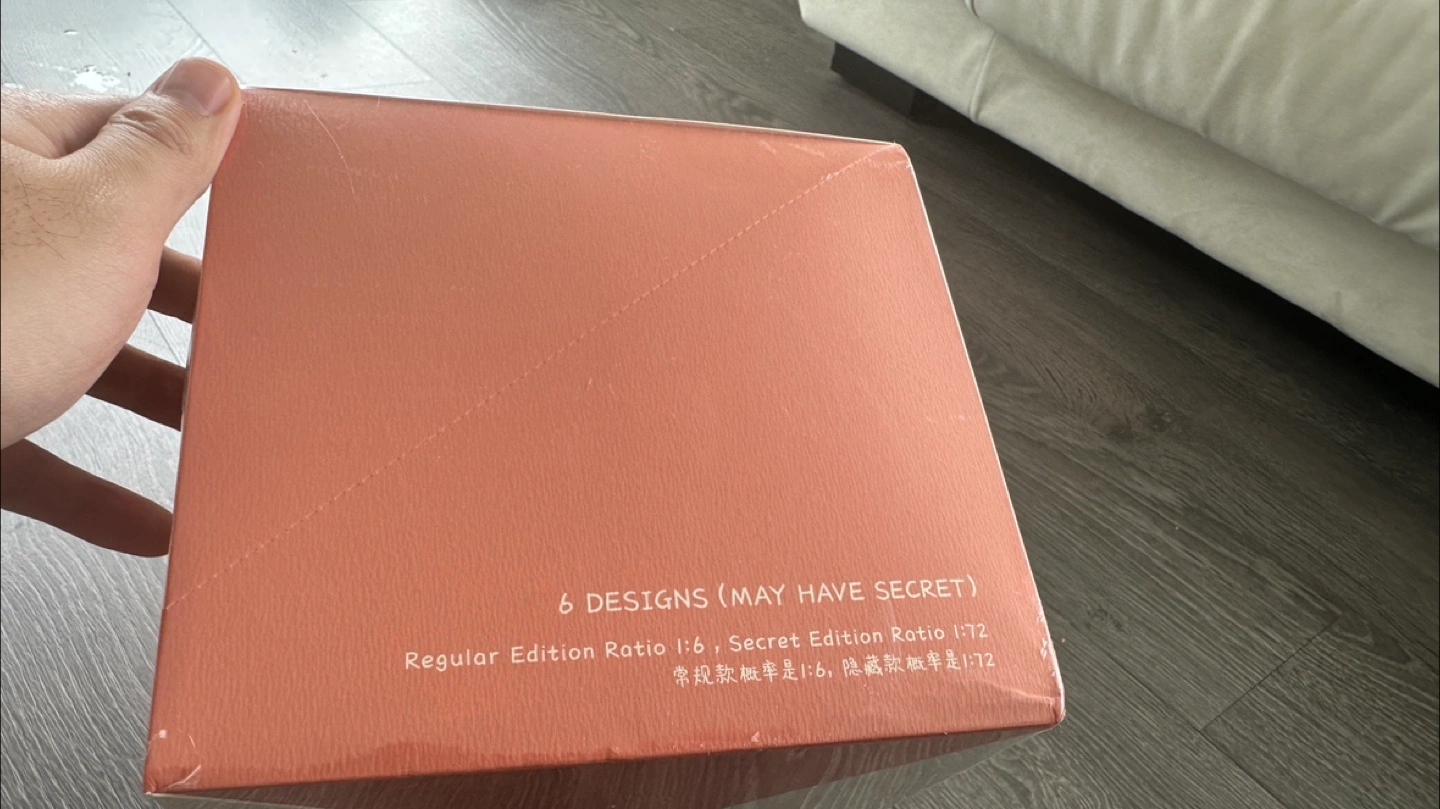 6 DESIGNS (MAY HAVE SECRET)
Regular Edition Ratio 1:6 , Secret Edition Ratio 1:72
常规款概率是1:6, 隐藏款概率是1:72